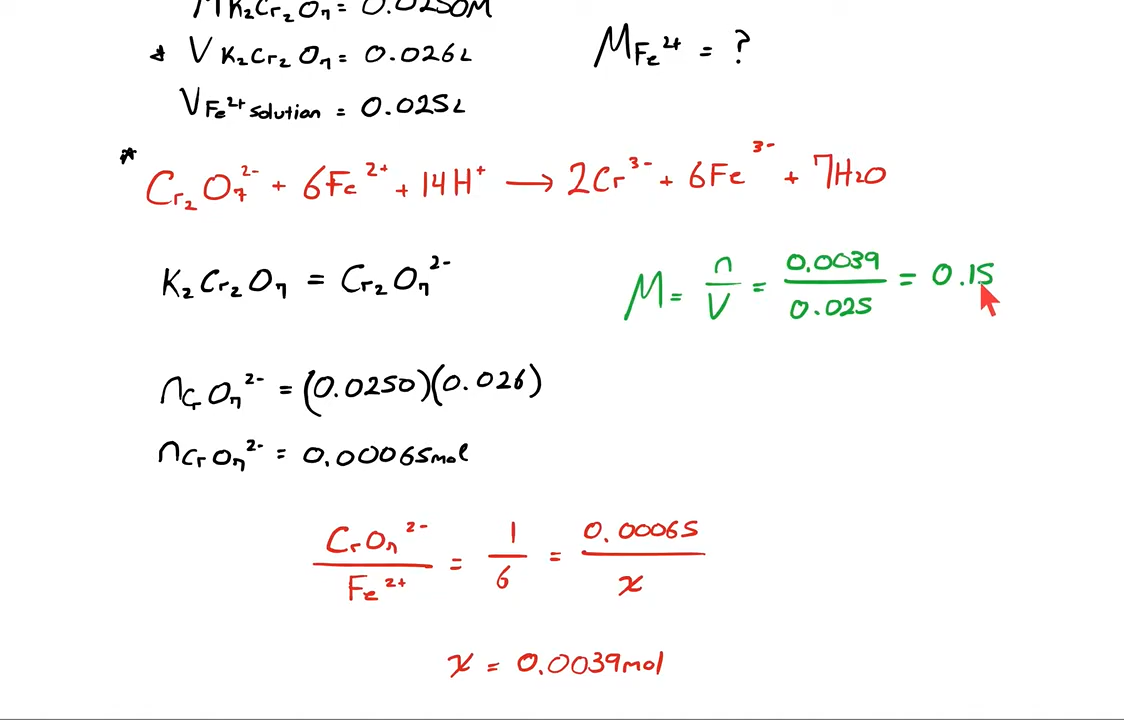 M K₂Cr₂O₇ = 0.0250M
* V K₂Cr₂O₇ = 0.026L
M Fe²⁺ = ?
V Fe²⁺ solution = 0.025L
*
Cr₂O₇²⁻ + 6Fe²⁺ + 14H⁺ → 2Cr³⁻ + 6Fe³⁻ + 7H₂O
K₂Cr₂O₇ = Cr₂O₇²⁻
M = n/V = 0.0039/0.025 = 0.15
nCrO₇²⁻ = (0.0250)(0.026)
nCrO₇²⁻ = 0.00065mol
CrO₇²⁻/Fe²⁺ = 1/6 = 0.00065/x
x = 0.0039mol